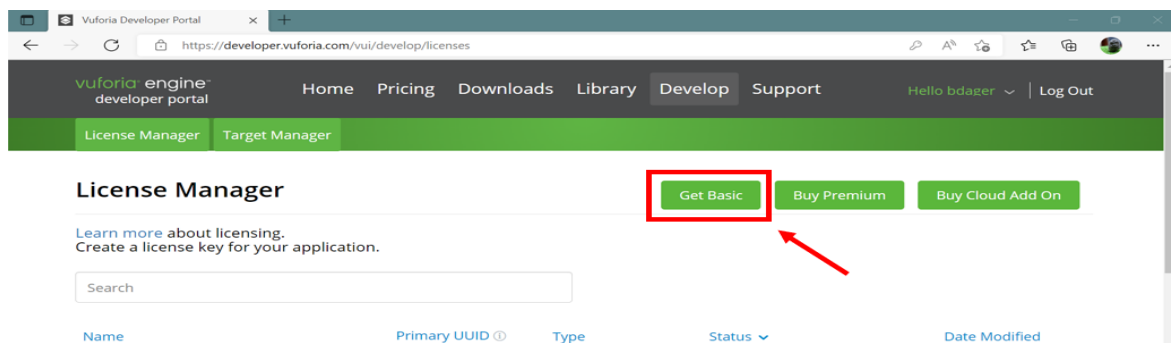 Vuforia Developer Portal
https://developer.vuforia.com/vui/develop/licenses
vuforia engine™
developer portal
Home Pricing Downloads Library Develop Support
Hello bdager | Log Out
License Manager Target Manager
License Manager
Get Basic Buy Premium Buy Cloud Add On
Learn more about licensing.
Create a license key for your application.
Search
Name Primary UUID Type Status Date Modified